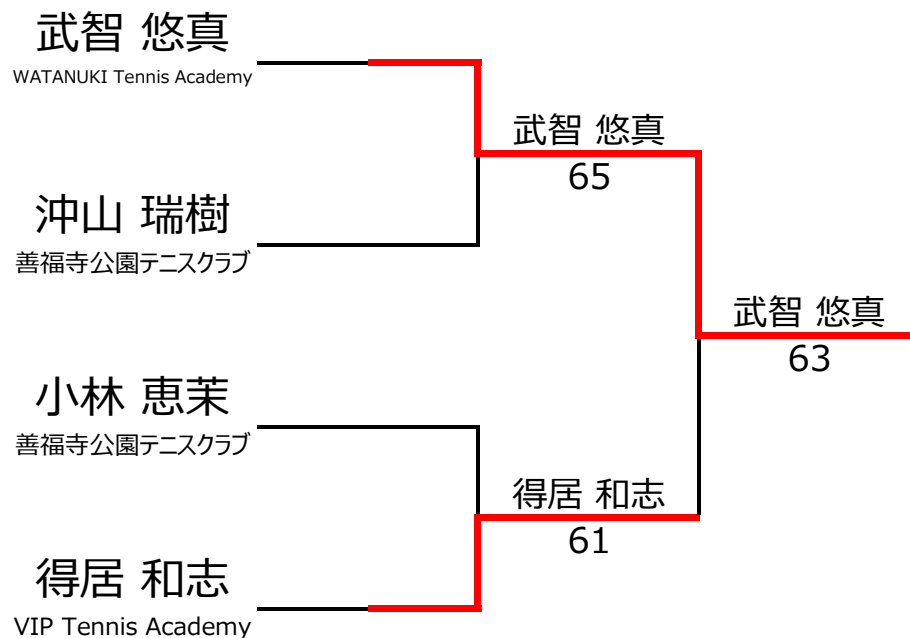 武智 悠真
WATANUKI Tennis Academy
武智 悠真
65
沖山 瑞樹
善福寺公園テニスクラブ
武智 悠真
63
小林 恵茉
善福寺公園テニスクラブ
得居 和志
61
得居 和志
VIP Tennis Academy